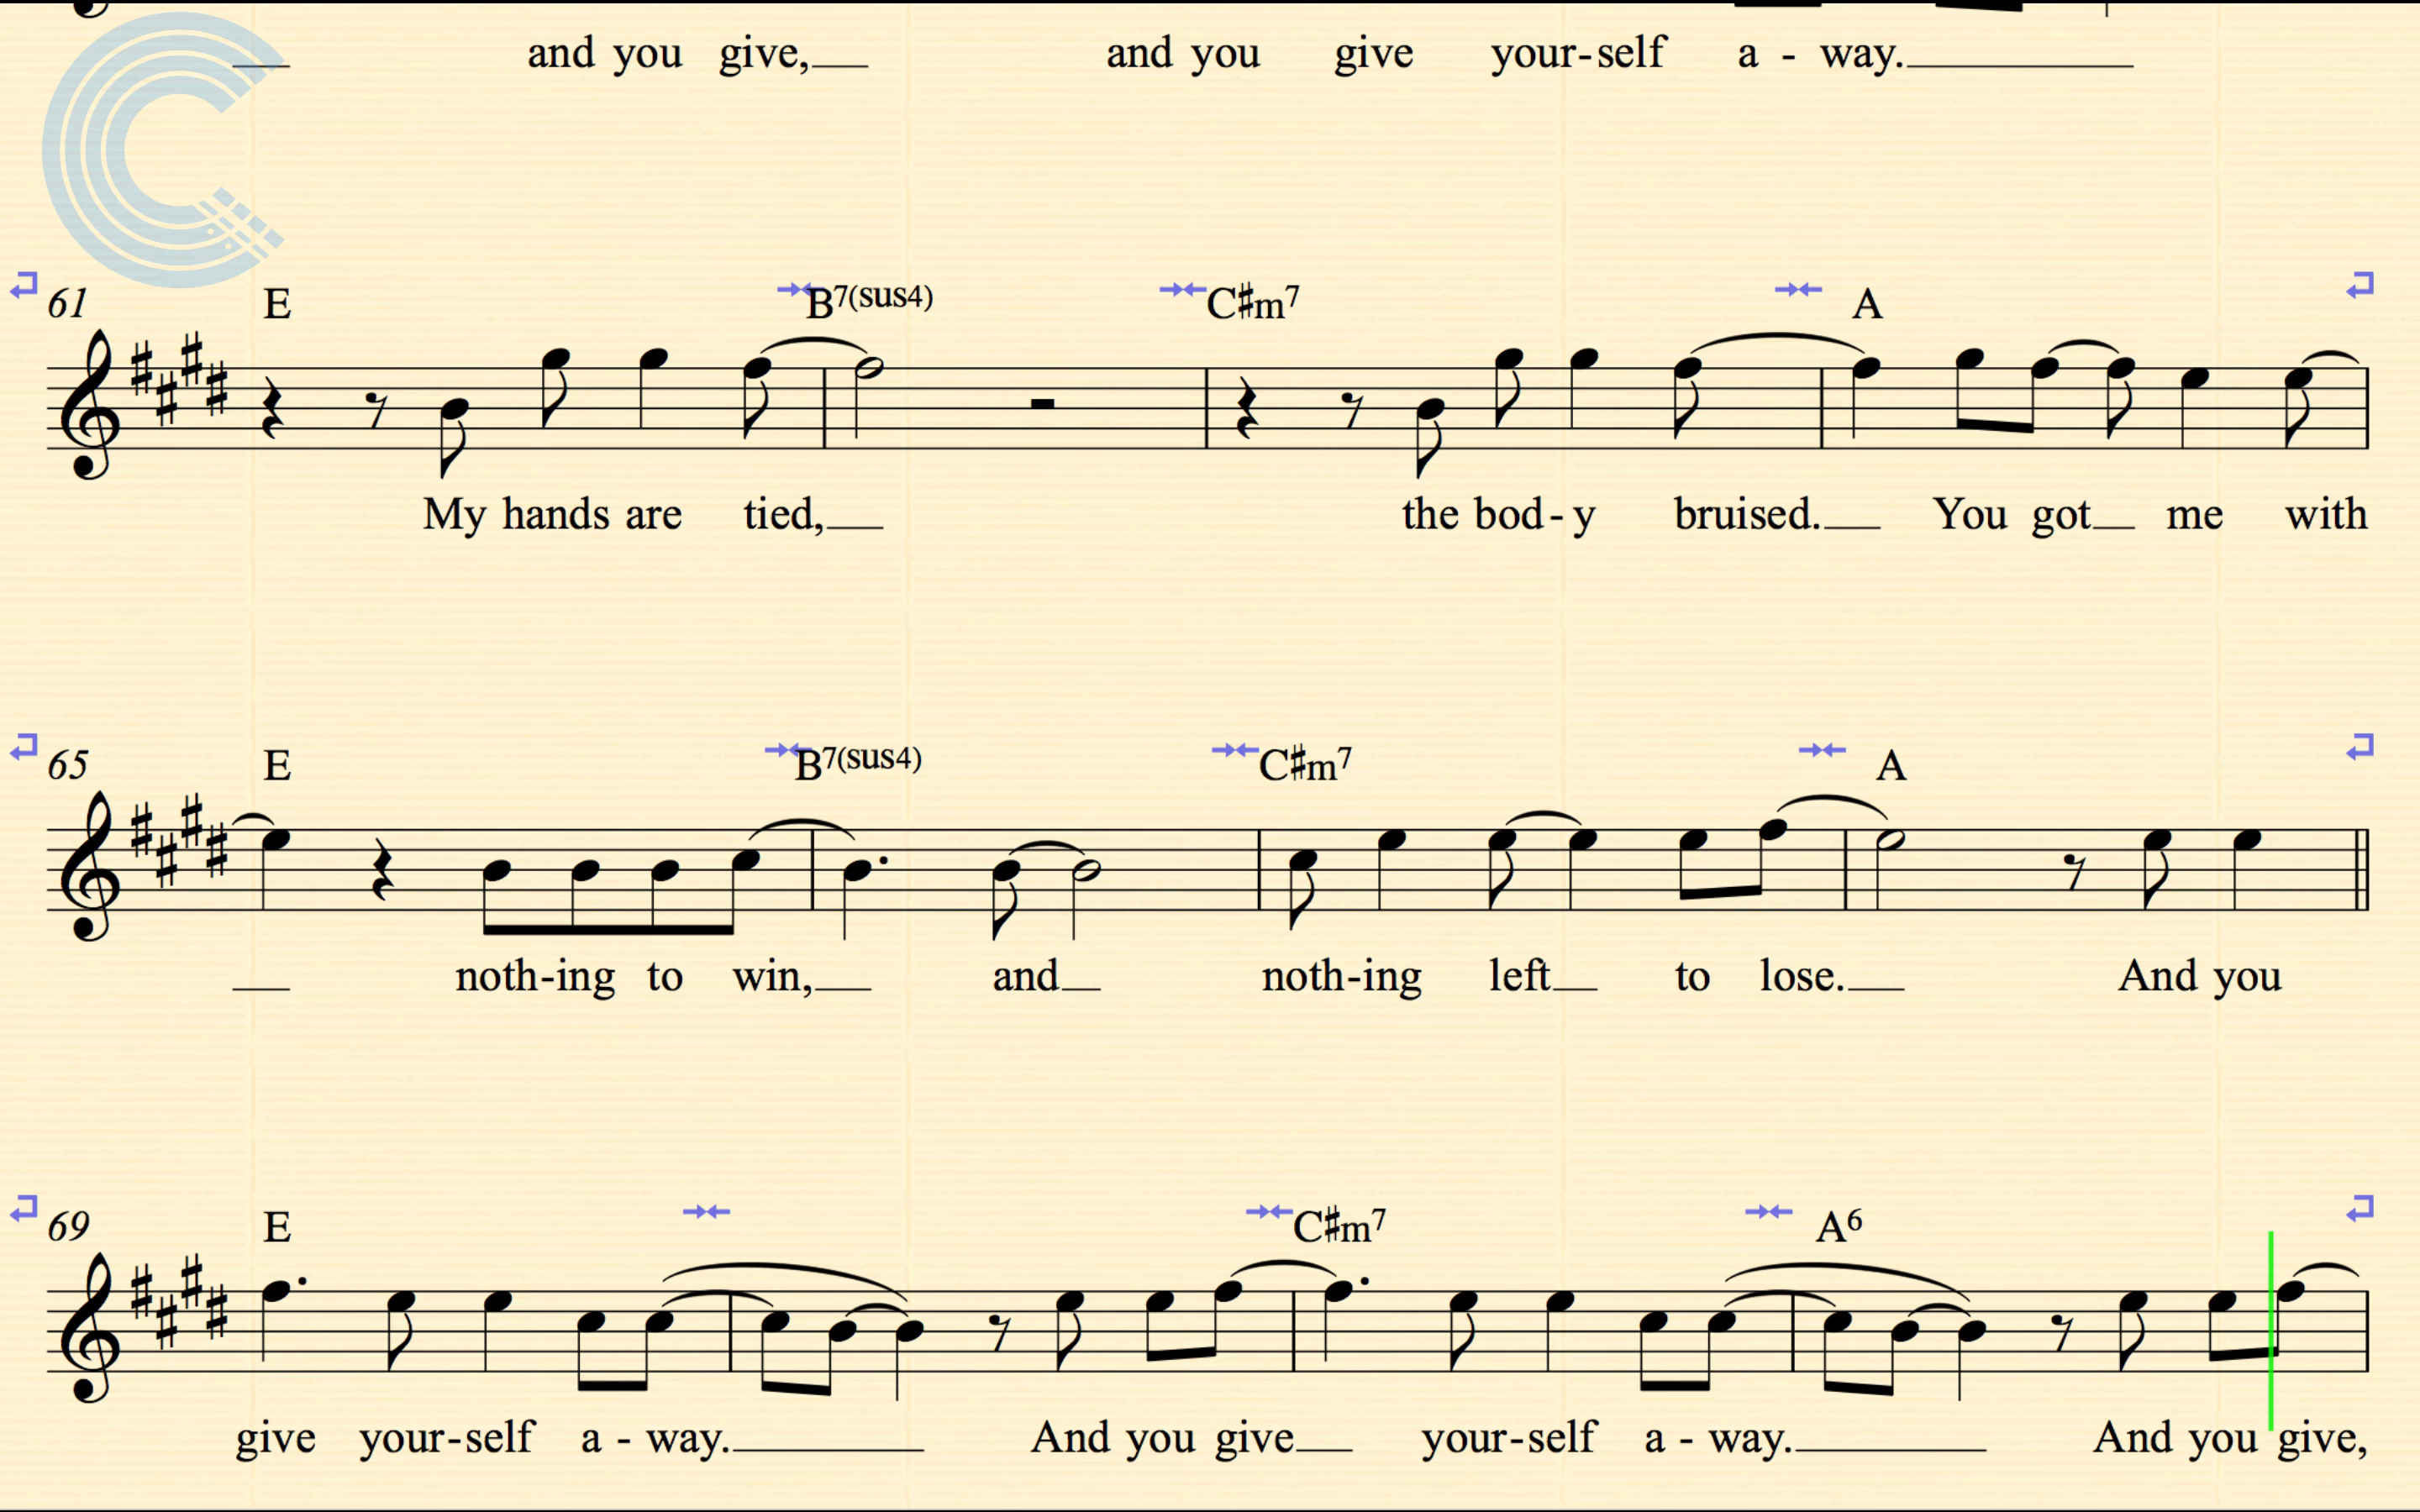 and you give, and you give your-self a - way.
61 E B7(sus4) C#m7 A
My hands are tied, the bod - y bruised. You got me with
65 E B7(sus4) C#m7 A
noth-ing to win, and noth-ing left to lose. And you
69 E C#m7 A6
give your-self a - way. And you give your-self a - way. And you give,